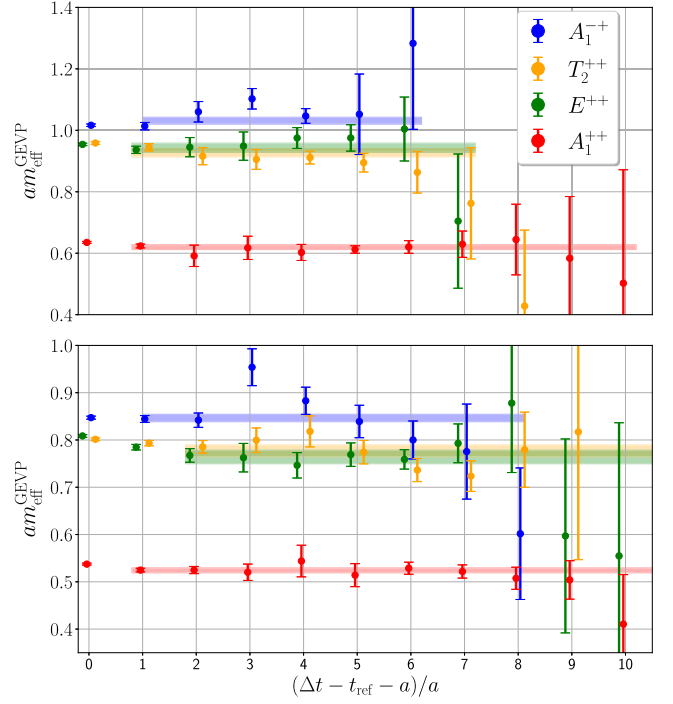 1.4
1.2
1.0
0.8
0.6
0.4
am_eff^GEVP
A_1^{-+}
T_2^{++}
E^{++}
A_1^{++}
1.0
0.9
0.8
0.7
0.6
0.5
0.4
am_eff^GEVP
0 1 2 3 4 5 6 7 8 9 10
(Δt − t_ref − a)/a